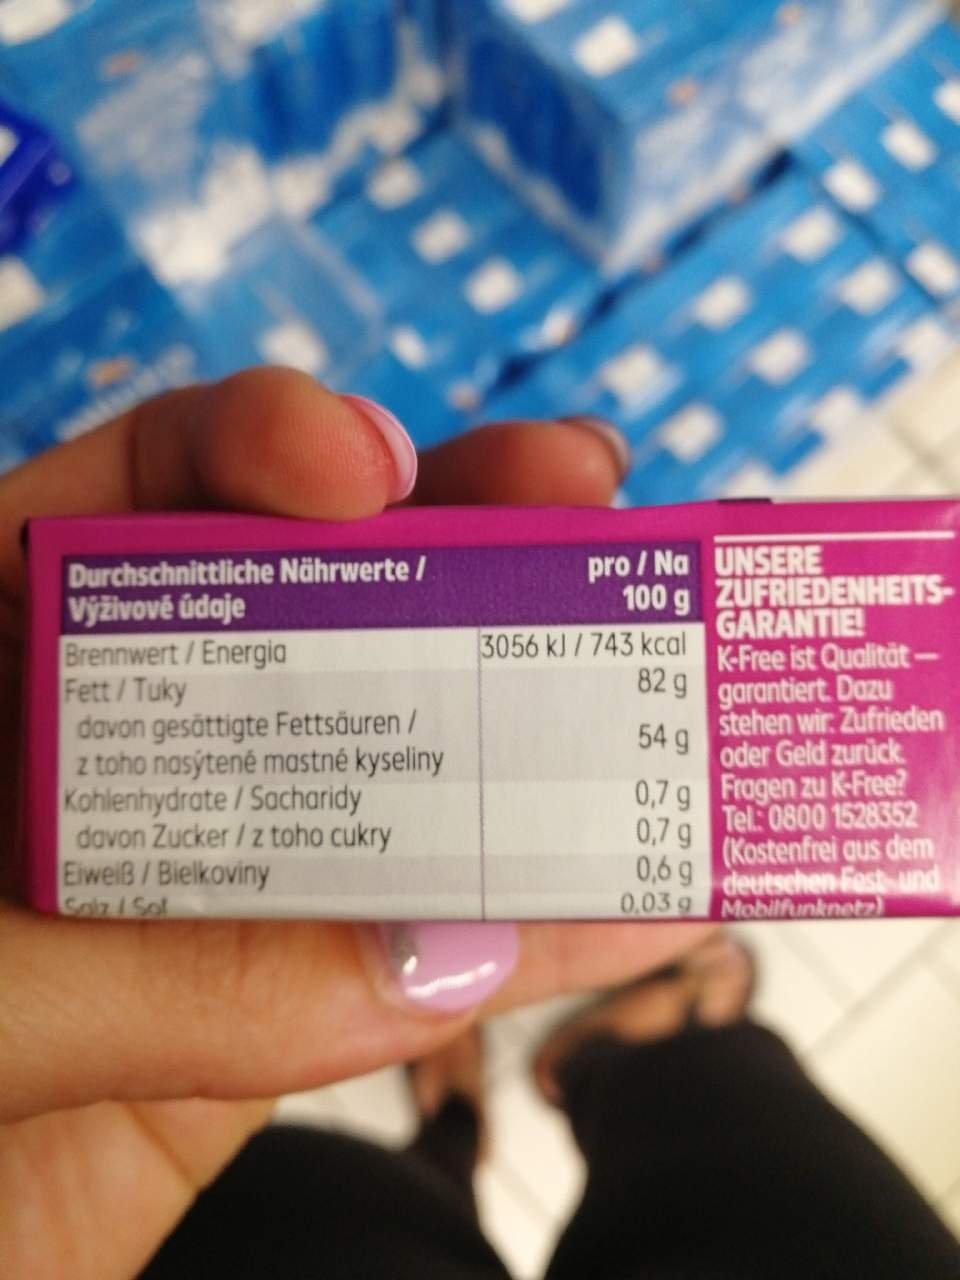 Durchschnittliche Nährwerte /
Výživové údaje
pro / Na
100 g
Brennwert / Energia 3056 kJ / 743 kcal
Fett / Tuky 82 g
davon gesättigte Fettsäuren /
z toho nasýtené mastné kyseliny 54 g
Kohlenhydrate / Sacharidy 0,7 g
davon Zucker / z toho cukry 0,7 g
Eiweiß / Bielkoviny 0,6 g
Salz / Soľ 0,03 g
UNSERE
ZUFRIEDENHEITS-
GARANTIE!
K-Free ist Qualität –
garantiert. Dazu
stehen wir: Zufrieden
oder Geld zurück.
Fragen zu K-Free?
Tel.: 0800 1528352
(Kostenfrei aus dem
deutschen Fest- und
Mobilfunknetz)